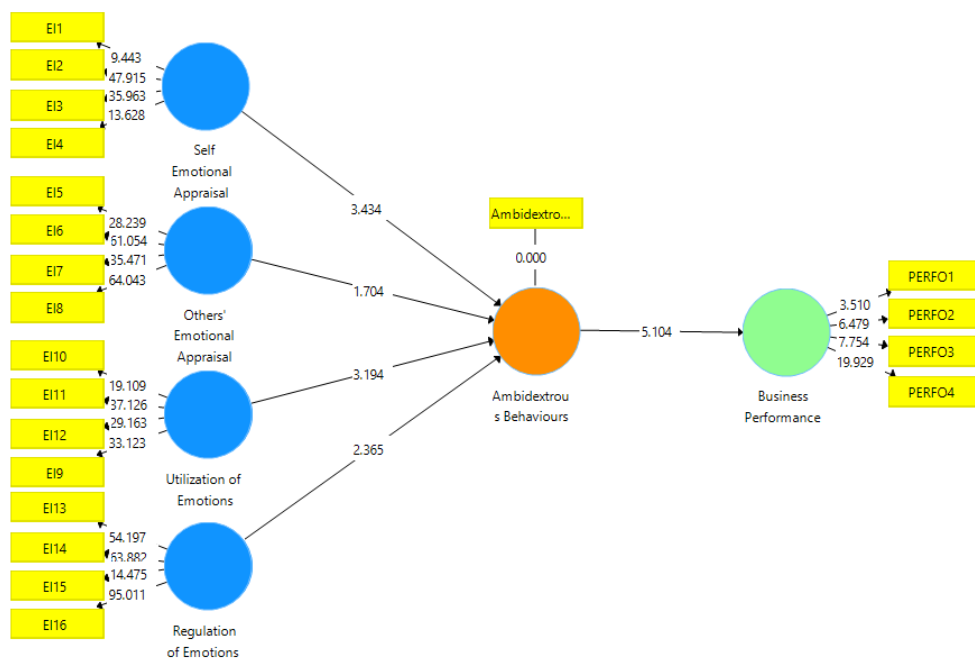 EI1
9.443
EI2
47.915
35.963
EI3
13.628
EI4
Self
Emotional
Appraisal
EI5
28.239
EI6
61.054
35.471
EI7
64.043
EI8
Others'
Emotional
Appraisal
EI10
19.109
EI11
37.126
29.163
EI12
33.123
EI9
Utilization of
Emotions
EI13
54.197
EI14
63.882
14.475
EI15
95.011
EI16
Regulation
of Emotions
3.434
1.704
3.194
2.365
Ambidextro...
0.000
Ambidextrou
s Behaviours
5.104
Business
Performance
PERFO1
3.510
PERFO2
6.479
7.754
PERFO3
19.929
PERFO4